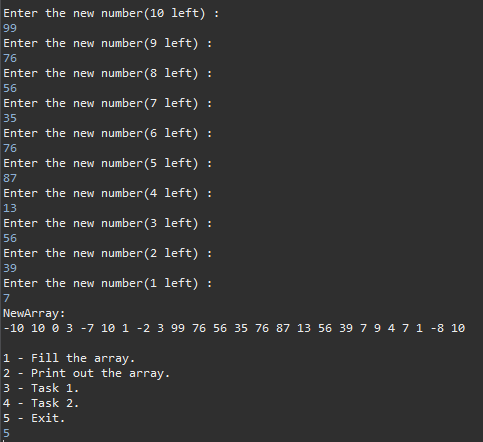 Enter the new number(10 left) :
99
Enter the new number(9 left) :
76
Enter the new number(8 left) :
56
Enter the new number(7 left) :
35
Enter the new number(6 left) :
76
Enter the new number(5 left) :
87
Enter the new number(4 left) :
13
Enter the new number(3 left) :
56
Enter the new number(2 left) :
39
Enter the new number(1 left) :
7
NewArray:
-10 10 0 3 -7 10 1 -2 3 99 76 56 35 76 87 13 56 39 7 9 4 7 1 -8 10
1 - Fill the array.
2 - Print out the array.
3 - Task 1.
4 - Task 2.
5 - Exit.
5